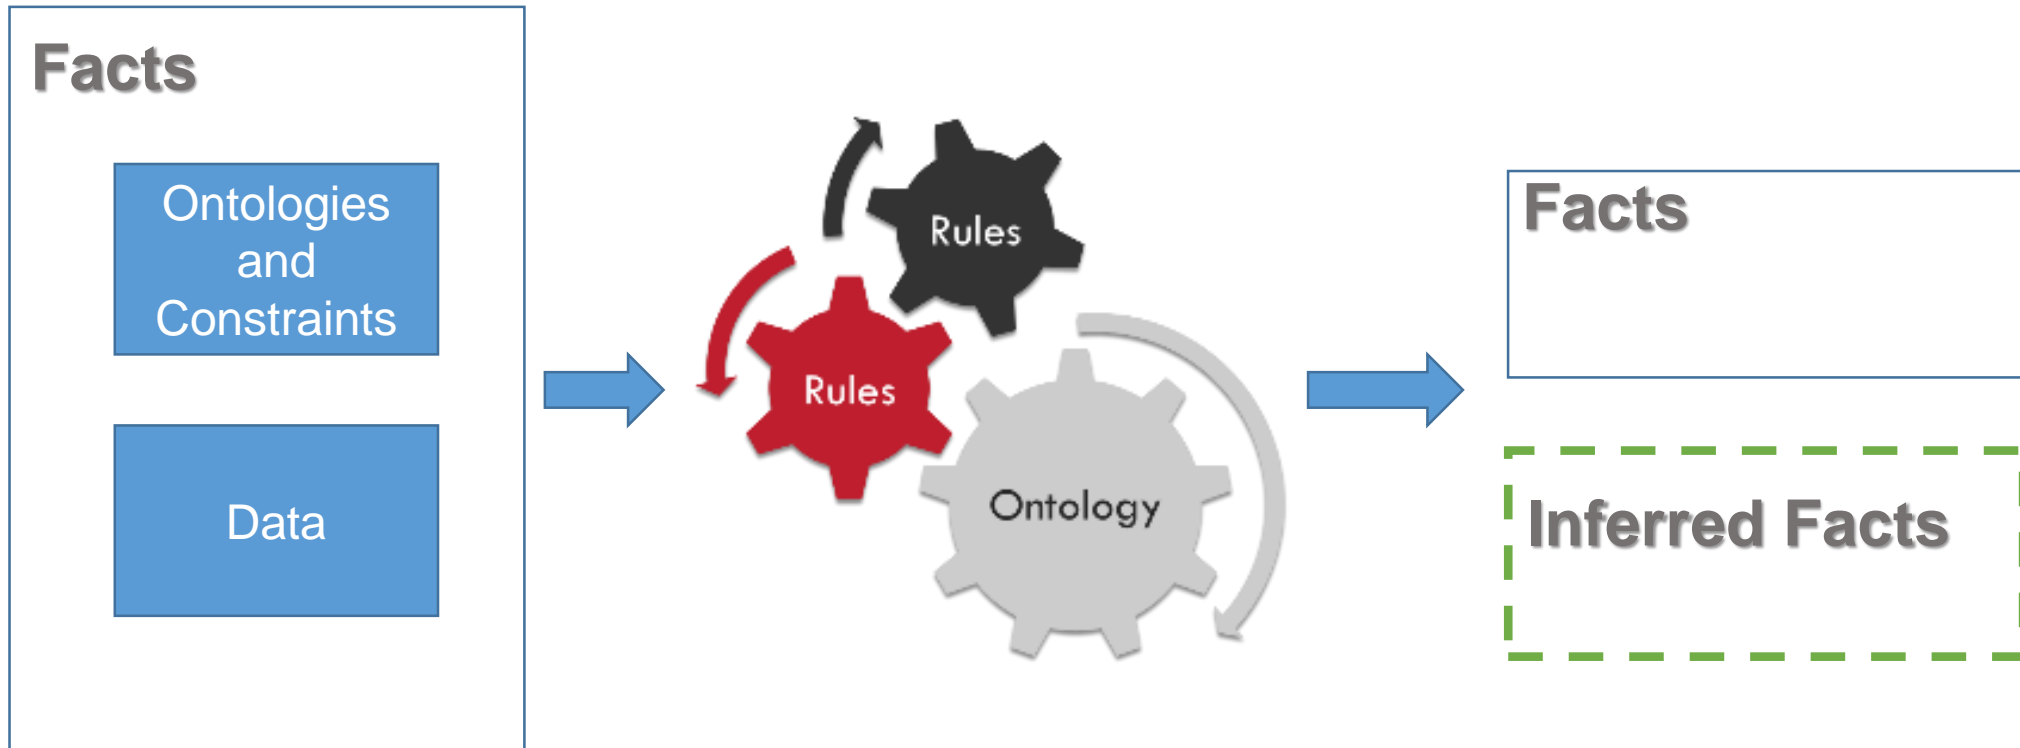 Facts
Ontologies
and
Constraints
Data
Rules
Rules
Ontology
Facts
Inferred Facts